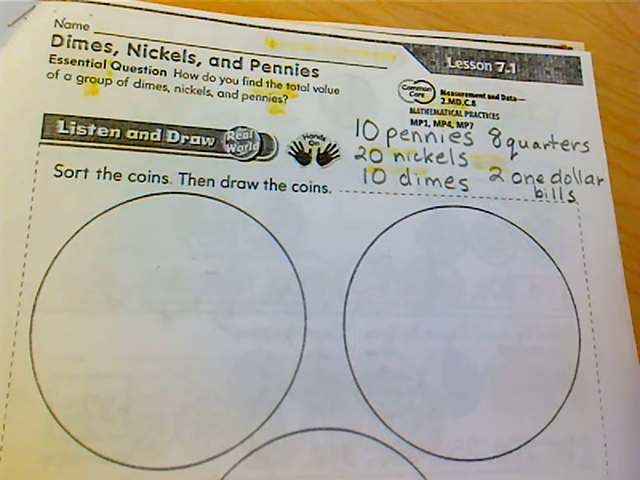 Name
Dimes, Nickels, and Pennies
Essential Question How do you find the total value
of a group of dimes, nickels, and pennies?
Lesson 7.1
Common
Core
Measurement and Data—
2.MD.C.8
MATHEMATICAL PRACTICES
MP1, MP4, MP7
Listen and Draw
Real
World
Hands
On
10 pennies 8 quarters
20 nickels
10 dimes 2 one dollar
bills
Sort the coins. Then draw the coins.